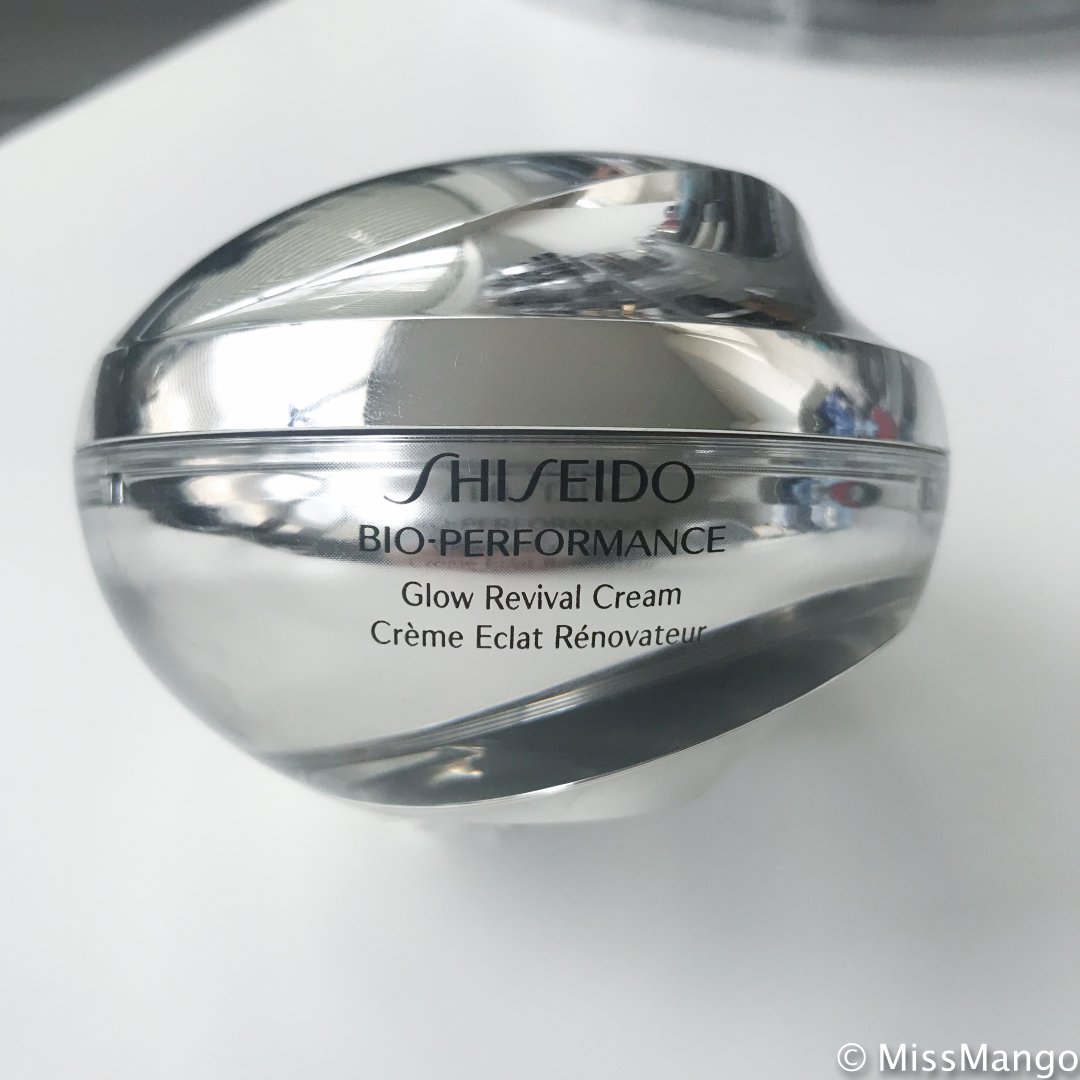 SHISEIDO
BIO-PERFORMANCE
Glow Revival Cream
Crème Eclat Rénovateur
© MissMango